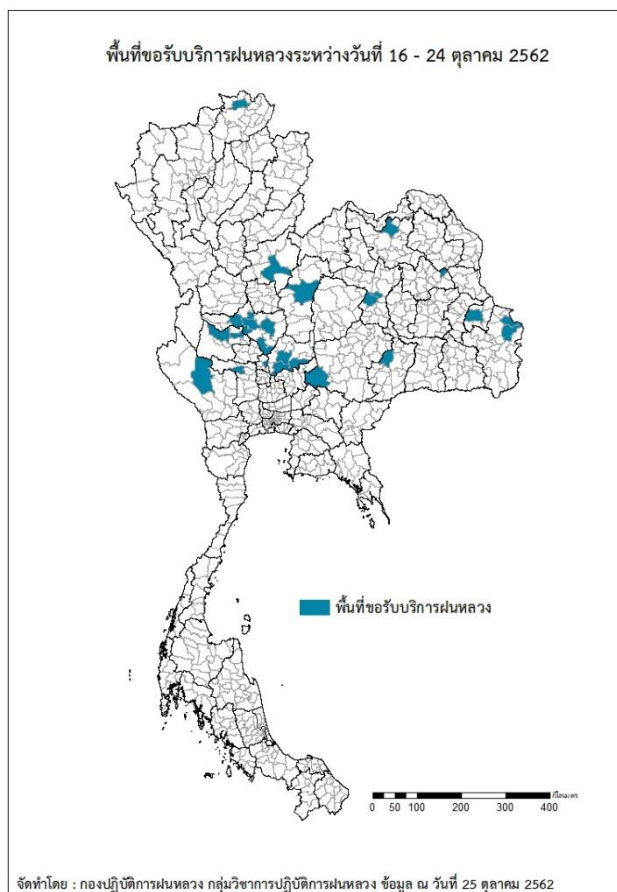 พื้นที่ขอรับบริการฝนหลวงระหว่างวันที่ 16 - 24 ตุลาคม 2562
พื้นที่ขอรับบริการฝนหลวง
กิโลเมตร
0 50 100 200 300 400
จัดทำโดย : กองปฏิบัติการฝนหลวง กลุ่มวิชาการปฏิบัติการฝนหลวง ข้อมูล ณ วันที่ 25 ตุลาคม 2562